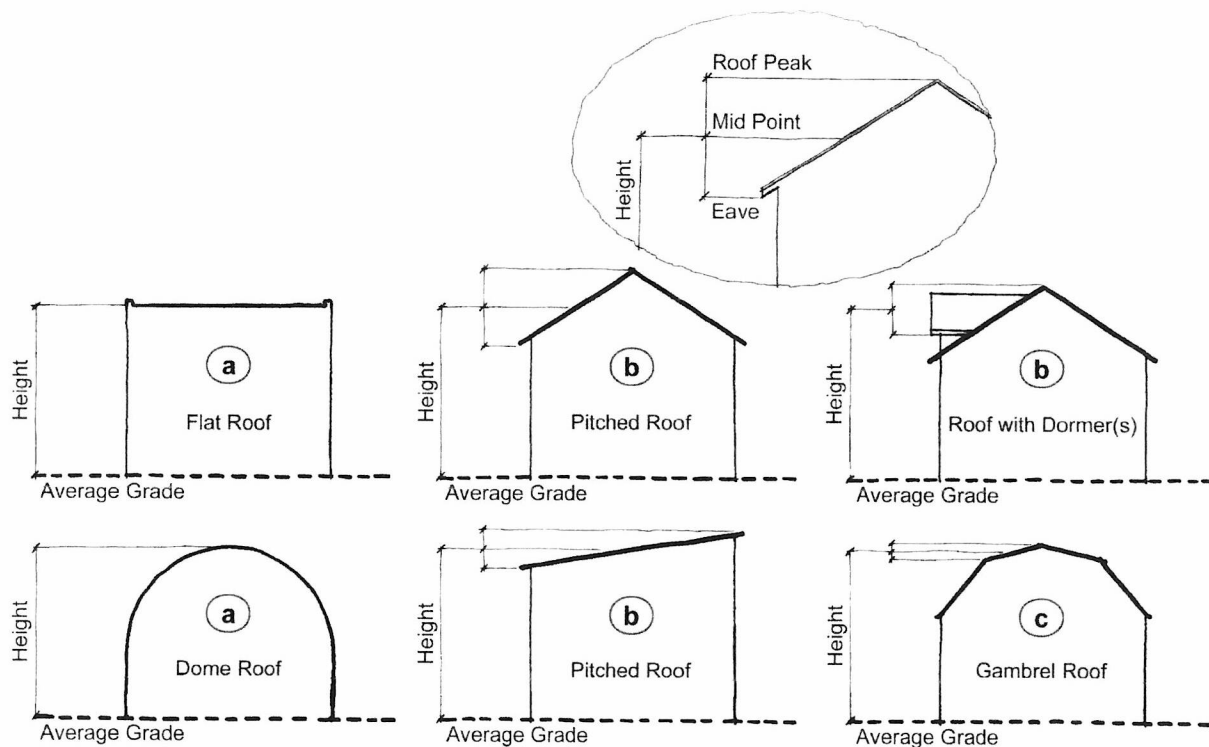 Roof Peak
Mid Point
Height
Eave
Height
a
Flat Roof
Average Grade
Height
b
Pitched Roof
Average Grade
Height
b
Roof with Dormer(s)
Average Grade
Height
a
Dome Roof
Average Grade
Height
b
Pitched Roof
Average Grade
Height
c
Gambrel Roof
Average Grade